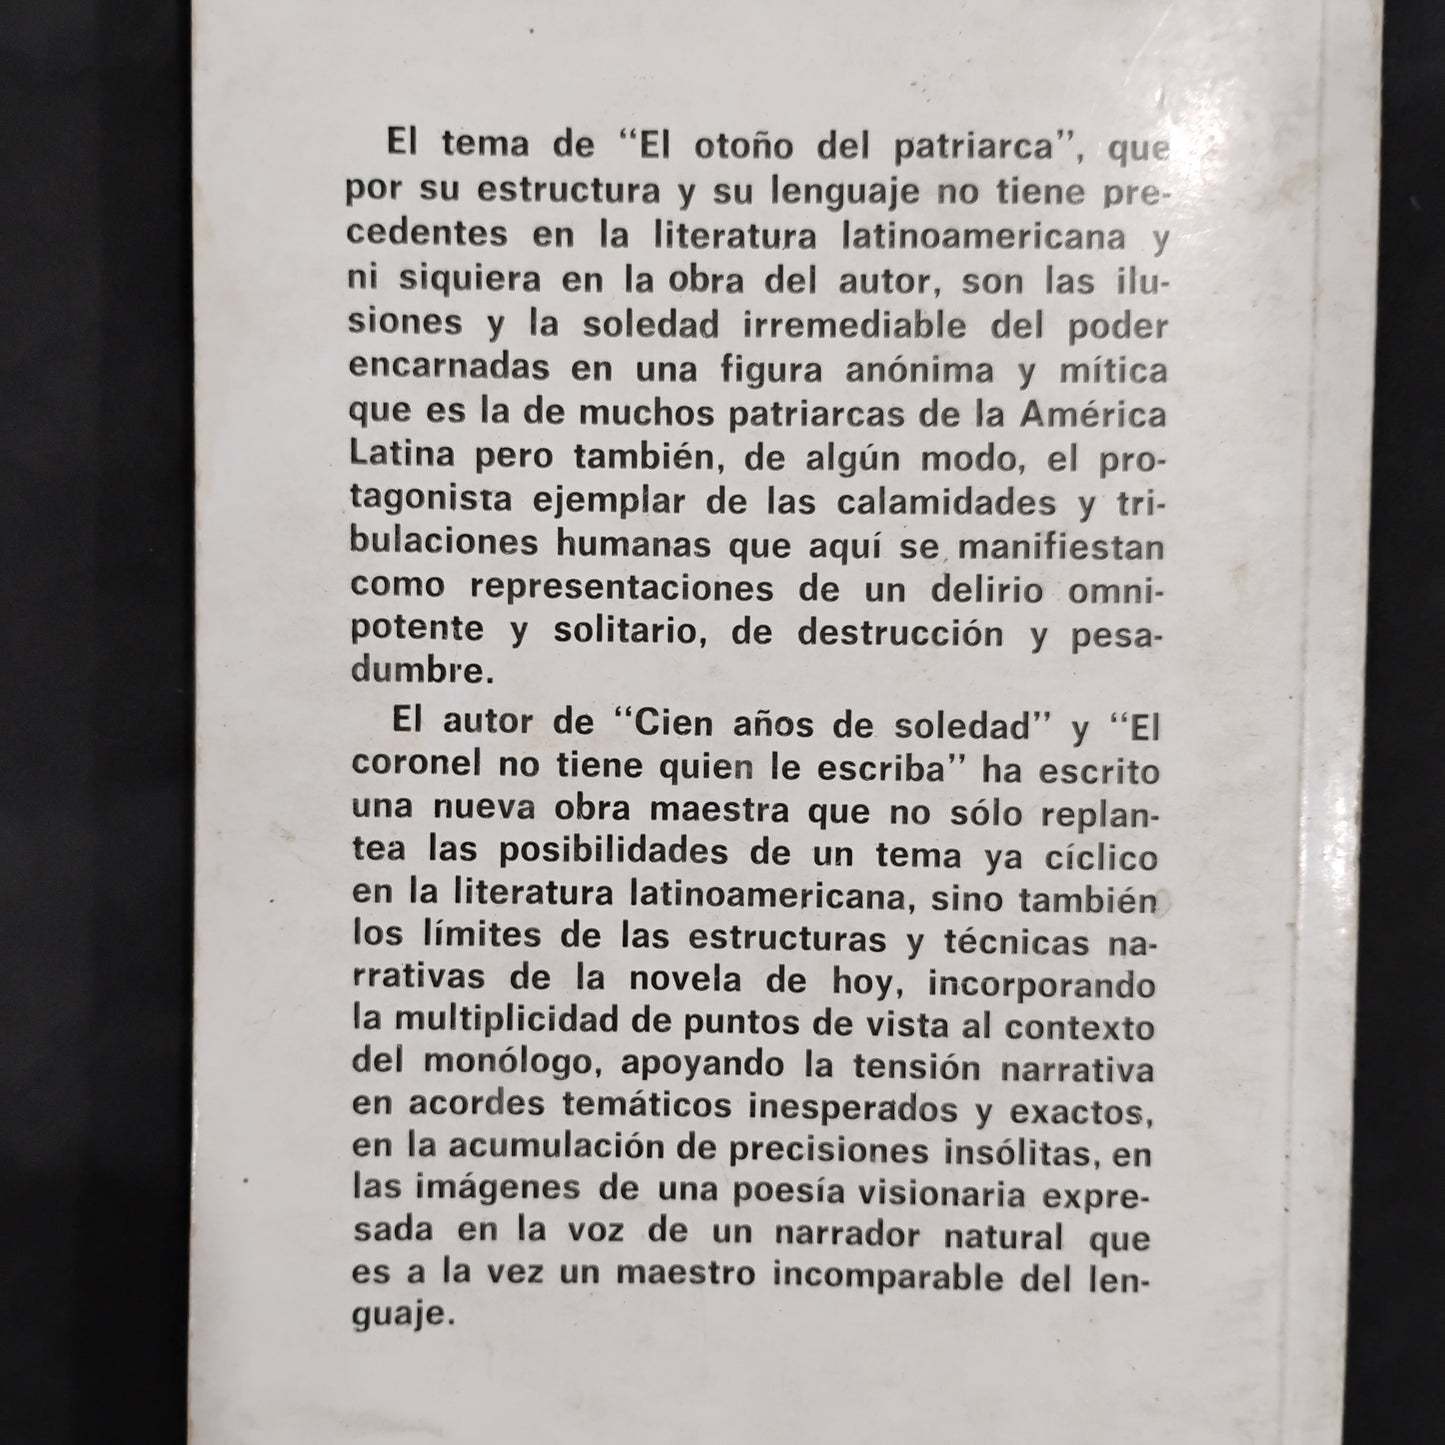 El tema de “El otoño del patriarca”, que
por su estructura y su lenguaje no tiene pre-
cedentes en la literatura latinoamericana y
ni siquiera en la obra del autor, son las ilu-
siones y la soledad irremediable del poder
encarnadas en una figura anónima y mítica
que es la de muchos patriarcas de la América
Latina pero también, de algún modo, el pro-
tagonista ejemplar de las calamidades y tri-
bulaciones humanas que aquí se manifiestan
como representaciones de un delirio omni-
potente y solitario, de destrucción y pesa-
dumbre.
El autor de “Cien años de soledad” y “El
coronel no tiene quien le escriba” ha escrito
una nueva obra maestra que no sólo replan-
tea las posibilidades de un tema ya cíclico
en la literatura latinoamericana, sino también
los límites de las estructuras y técnicas na-
rrativas de la novela de hoy, incorporando
la multiplicidad de puntos de vista al contexto
del monólogo, apoyando la tensión narrativa
en acordes temáticos inesperados y exactos,
en la acumulación de precisiones insólitas, en
las imágenes de una poesía visionaria expre-
sada en la voz de un narrador natural que
es a la vez un maestro incomparable del len-
guaje.